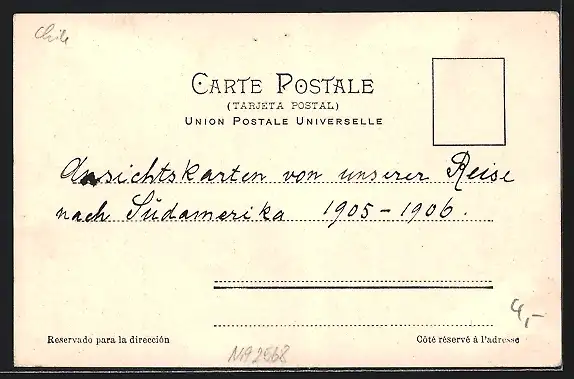 Chile
CARTE POSTALE
(TARJETA POSTAL)
UNION POSTALE UNIVERSELLE
Ansichtskarten von unserer Reise
nach Südamerika 1905-1906.
4,-
Reservado para la dirección
Côté réservé à l'adresse